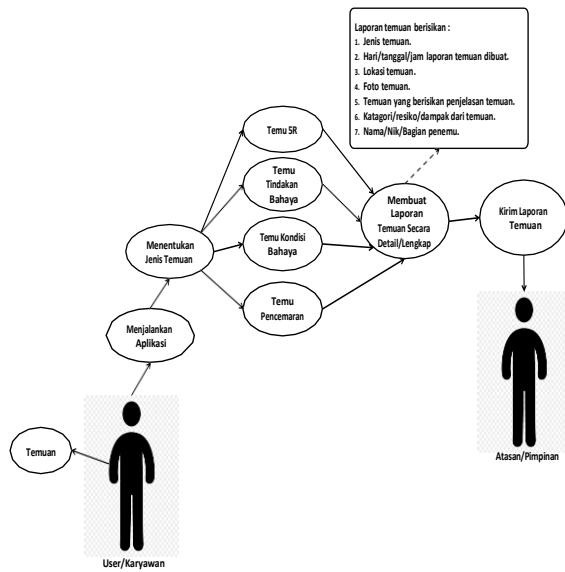 Laporan temuan berisikan :
1. Jenis temuan.
2. Hari/tanggal/jam laporan temuan dibuat.
3. Lokasi temuan.
4. Foto temuan.
5. Temuan yang berisikan penjelasan temuan.
6. Katagori/resiko/dampak dari temuan.
7. Nama/Nik/Bagian penemu.
Temu 5R
Temu
Tindakan
Bahaya
Temu Kondisi
Bahaya
Temu
Pencemaran
Menentukan
Jenis Temuan
Membuat
Laporan
Temuan Secara
Detail/Lengkap
Kirim Laporan
Temuan
Menjalankan
Aplikasi
Temuan
User/Karyawan
Atasan/Pimpinan